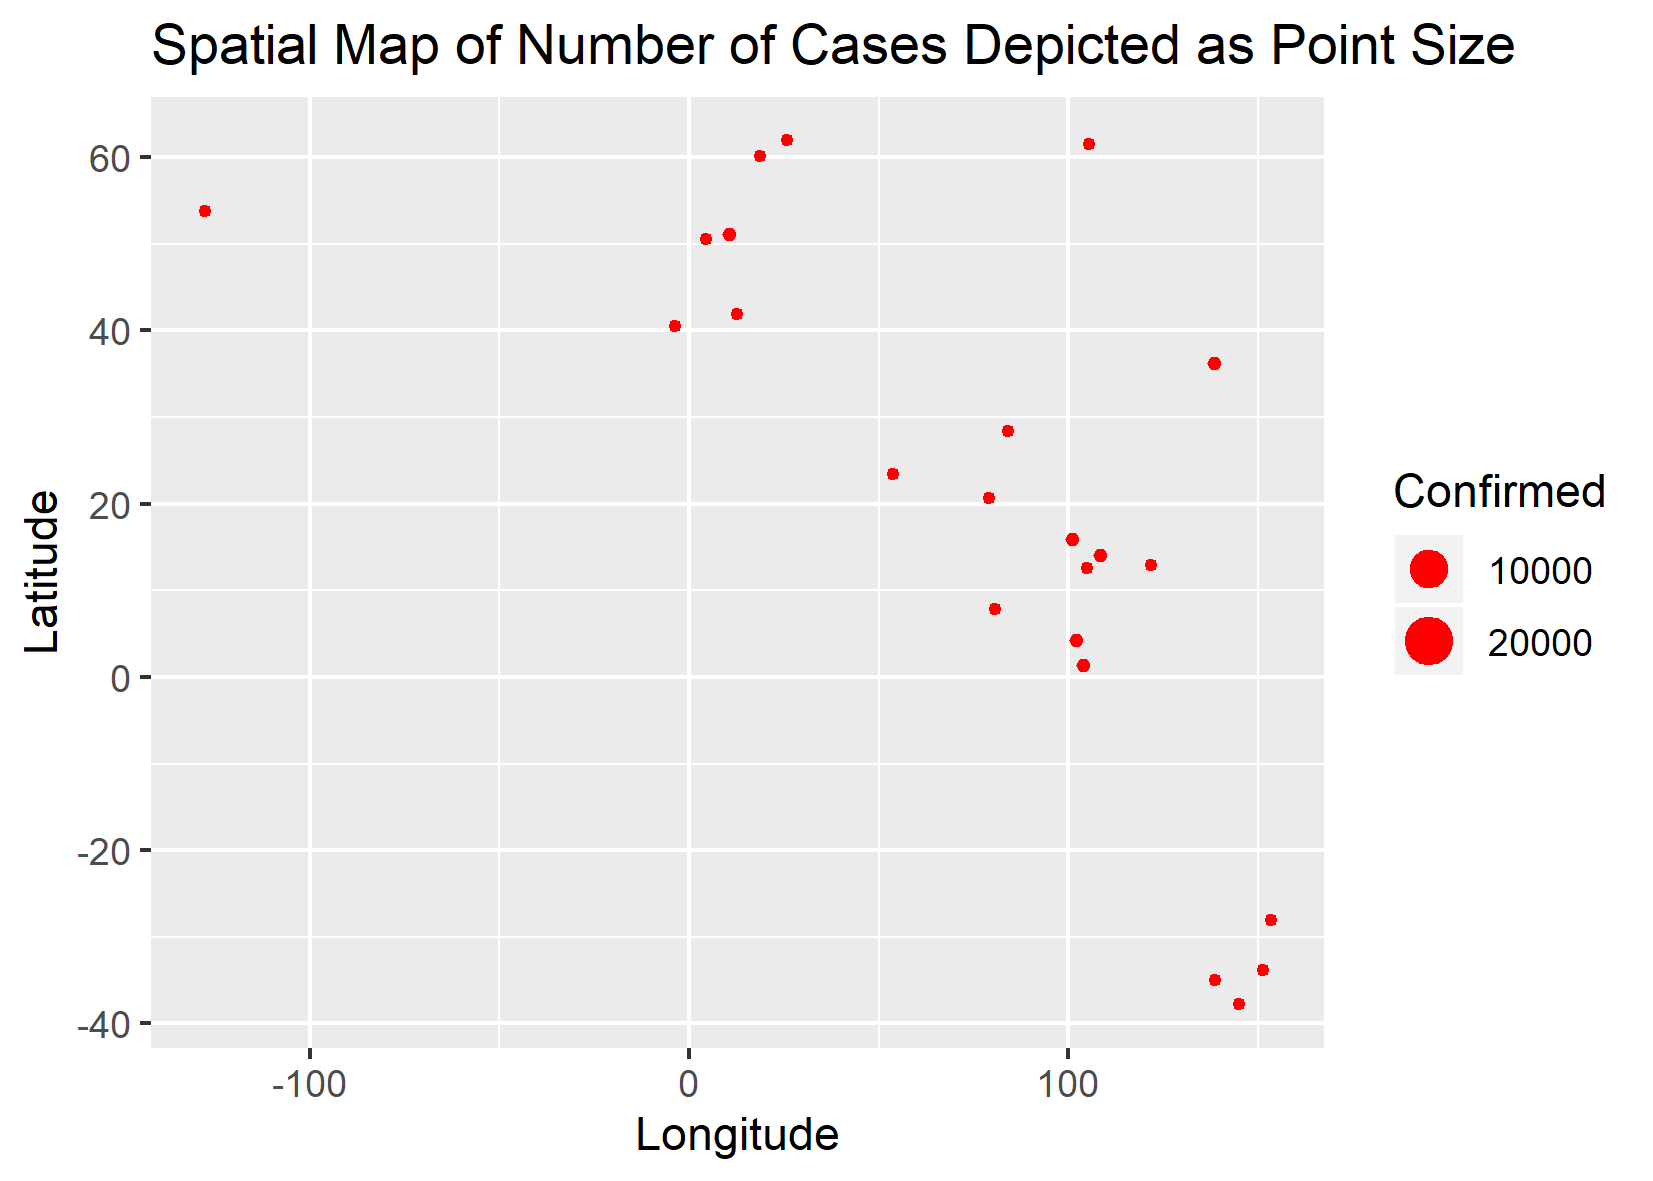 Spatial Map of Number of Cases Depicted as Point Size
60
40
20
0
-20
-40
Latitude
-100
0
100
Longitude
Confirmed
10000
20000